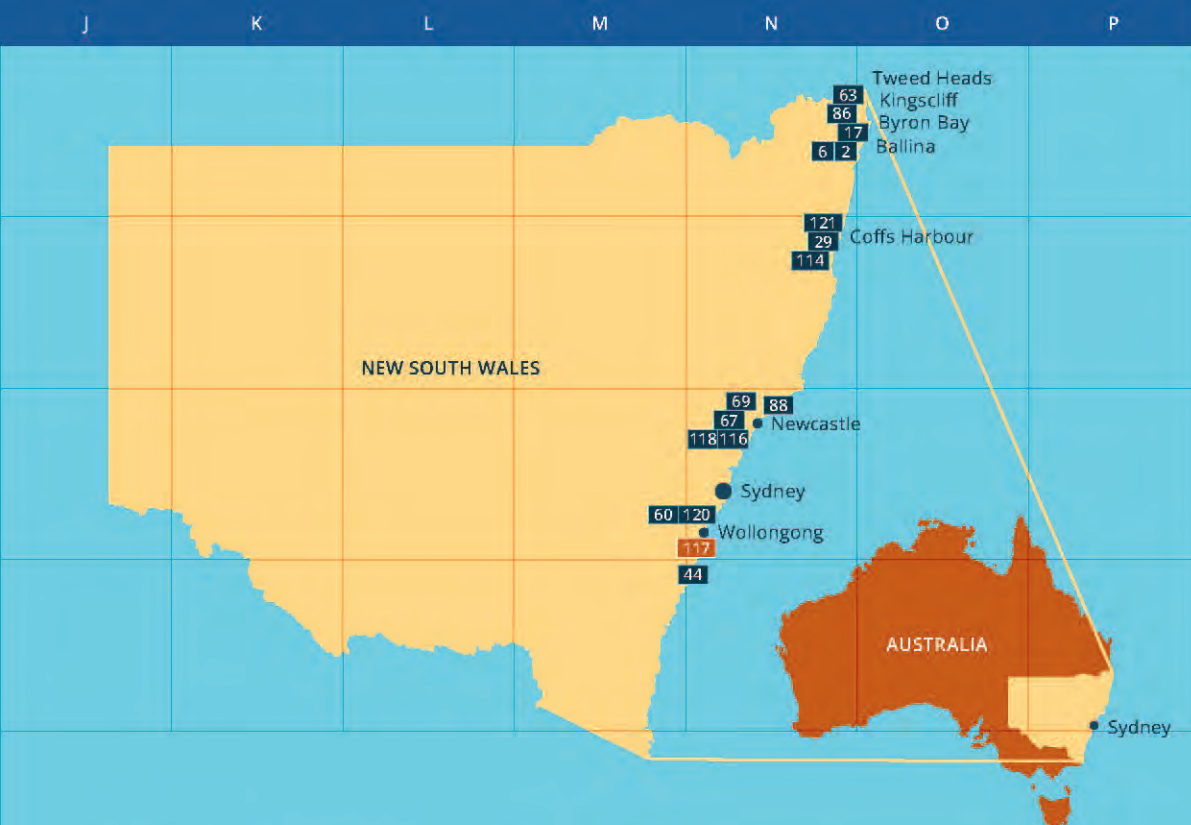 J K L M N O P
Tweed Heads
63 Kingscliff
86 Byron Bay
17
6 2 Ballina
121
29 Coffs Harbour
114
NEW SOUTH WALES
69 88
67 Newcastle
118 116
Sydney
60 120
Wollongong
117
44
AUSTRALIA
Sydney